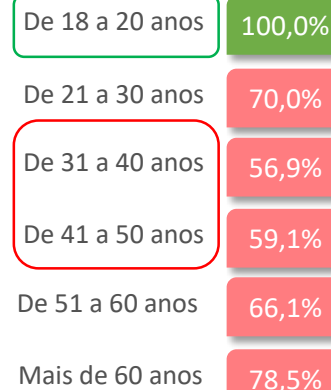 De 18 a 20 anos 100,0%
De 21 a 30 anos 70,0%
De 31 a 40 anos 56,9%
De 41 a 50 anos 59,1%
De 51 a 60 anos 66,1%
Mais de 60 anos 78,5%